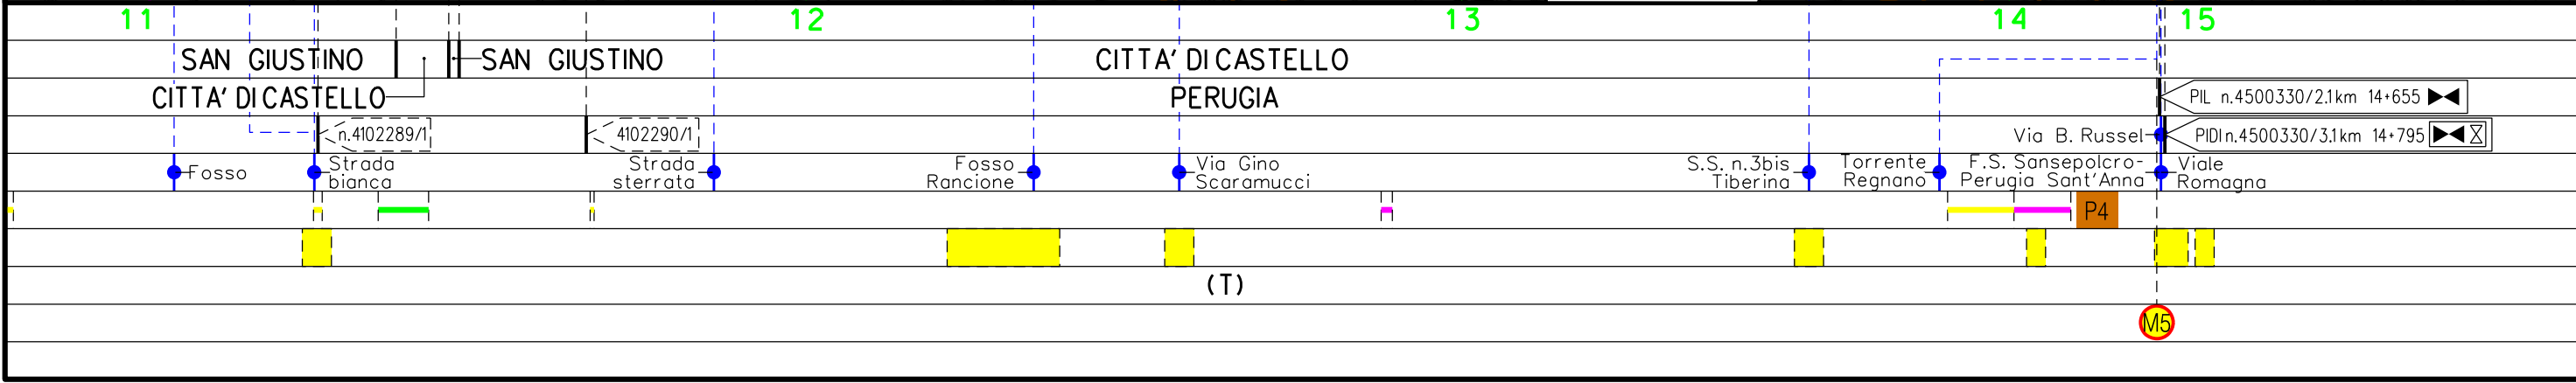 11 12 13 14 15
SAN GIUSTINO SAN GIUSTINO CITTA' DI CASTELLO
CITTA' DI CASTELLO PERUGIA PIL n.4500330/2.1km 14+655
n.4102289/1 4102290/1 Via B. Russel PIDI n.4500330/3.1km 14+795
Fosso
Strada
bianca
Strada
sterrata
Fosso
Rancione
Via Gino
Scaramucci
S.S. n.3bis
Tiberina
Torrente
Regnano
F.S. Sansepolcro-
Perugia Sant'Anna
Viale
Romagna
P4
(T)
M5